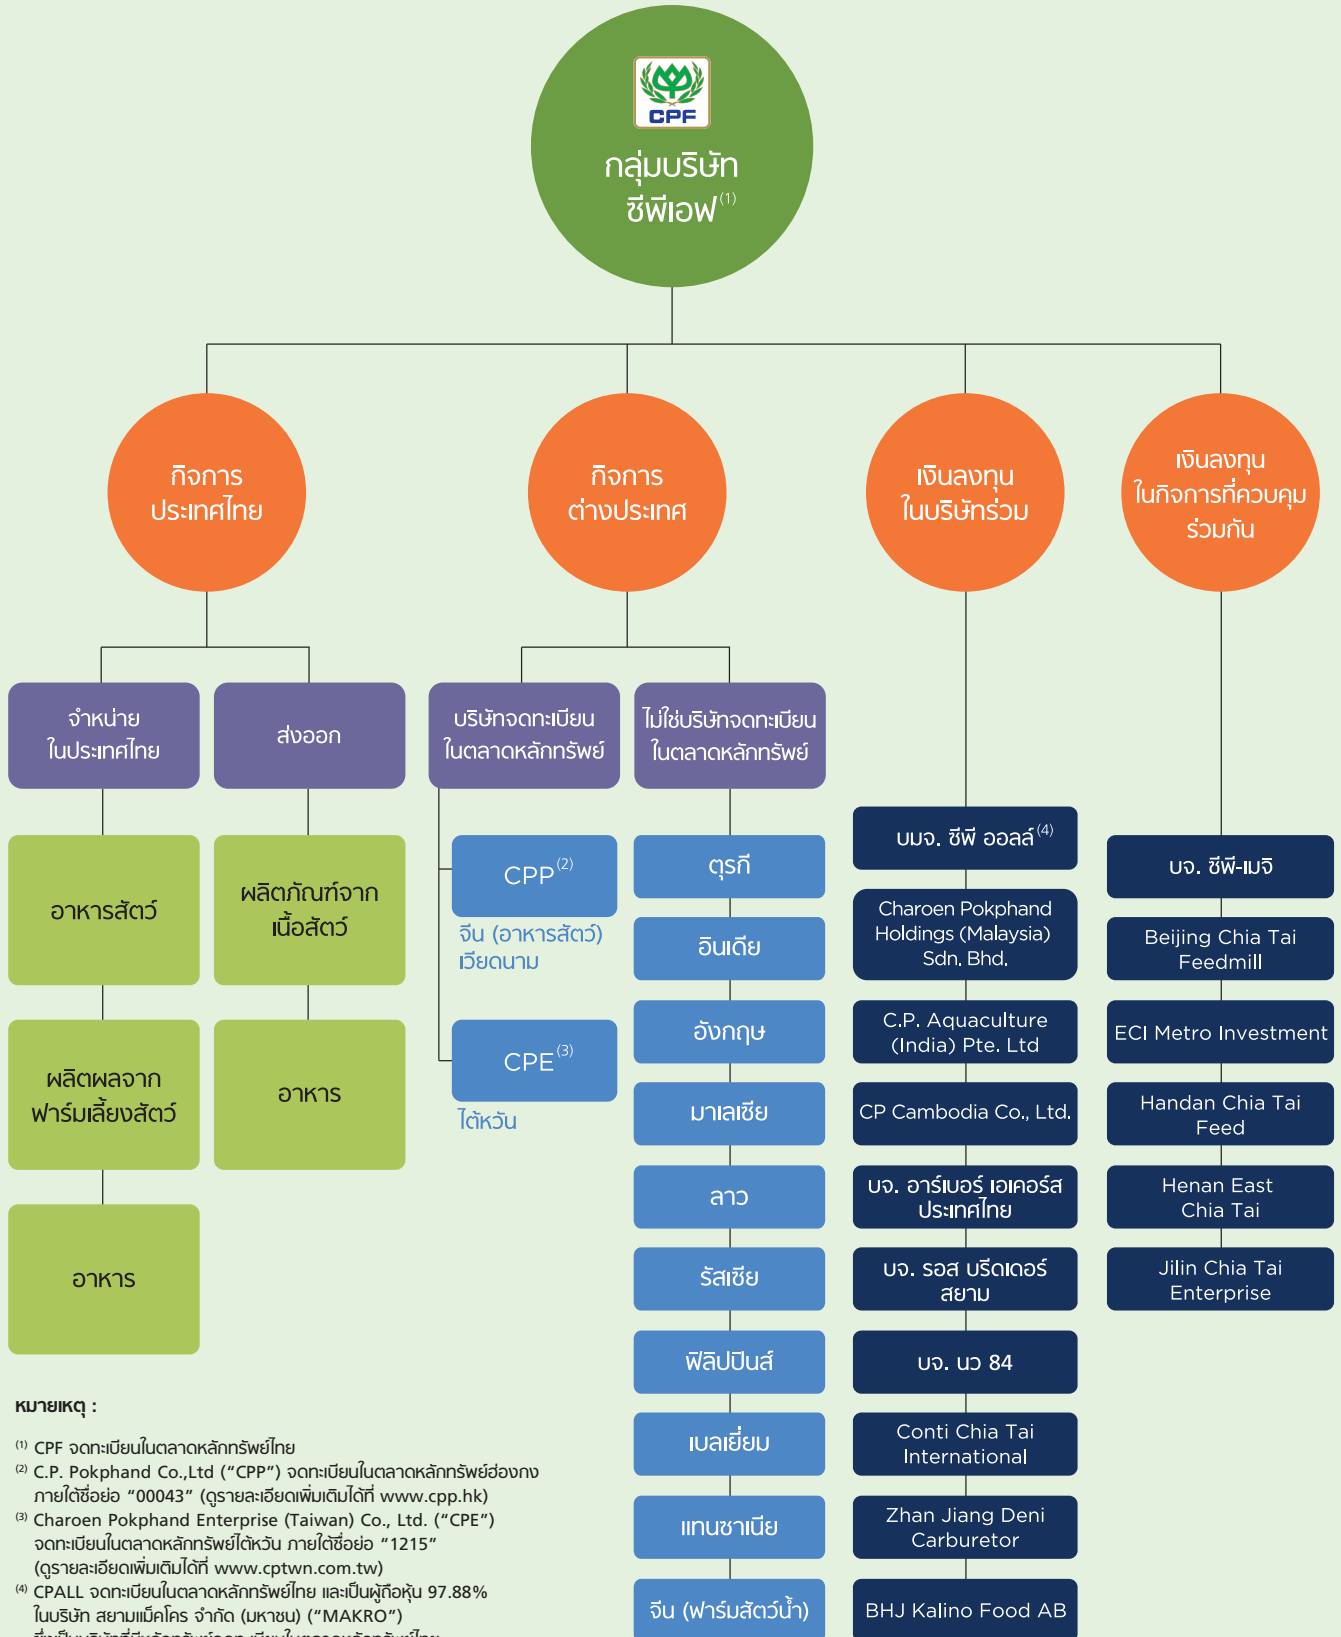 CPF
กลุ่มบริษัท
ซีพีเอฟ(1)
กิจการ
ประเทศไทย
กิจการ
ต่างประเทศ
เงินลงทุน
ในบริษัทร่วม
เงินลงทุน
ในกิจการที่ควบคุม
ร่วมกัน
จำหน่าย
ในประเทศไทย
ส่งออก
บริษัทจดทะเบียน
ในตลาดหลักทรัพย์
ไม่ใช่บริษัทจดทะเบียน
ในตลาดหลักทรัพย์
อาหารสัตว์
ผลิตผลจาก
ฟาร์มเลี้ยงสัตว์
อาหาร
ผลิตภัณฑ์จาก
เนื้อสัตว์
อาหาร
CPP(2)
จีน (อาหารสัตว์)
เวียดนาม
CPE(3)
ไต้หวัน
ตุรกี
อินเดีย
อังกฤษ
มาเลเซีย
ลาว
รัสเซีย
ฟิลิปปินส์
เบลเยี่ยม
แทนซาเนีย
จีน (ฟาร์มสัตว์น้ำ)
บมจ. ซีพี ออลล์(4)
Charoen Pokphand
Holdings (Malaysia)
Sdn. Bhd.
C.P. Aquaculture
(India) Pte. Ltd
CP Cambodia Co., Ltd.
บจ. อาร์เบอร์ เอเคอร์ส
ประเทศไทย
บจ. รอส บรีดเดอร์
สยาม
บจ. นว 84
Conti Chia Tai
International
Zhan Jiang Deni
Carburetor
BHJ Kalino Food AB
บจ. ซีพี-เมจิ
Beijing Chia Tai
Feedmill
ECI Metro Investment
Handan Chia Tai
Feed
Henan East
Chia Tai
Jilin Chia Tai
Enterprise
หมายเหตุ :
(1) CPF จดทะเบียนในตลาดหลักทรัพย์ไทย
(2) C.P. Pokphand Co.,Ltd (“CPP”) จดทะเบียนในตลาดหลักทรัพย์ฮ่องกง
ภายใต้ชื่อย่อ “00043” (ดูรายละเอียดเพิ่มเติมได้ที่ www.cpp.hk)
(3) Charoen Pokphand Enterprise (Taiwan) Co., Ltd. (“CPE”)
จดทะเบียนในตลาดหลักทรัพย์ไต้หวัน ภายใต้ชื่อย่อ “1215”
(ดูรายละเอียดเพิ่มเติมได้ที่ www.cptwn.com.tw)
(4) CPALL จดทะเบียนในตลาดหลักทรัพย์ไทย และเป็นผู้ถือหุ้น 97.88%
ในบริษัท สยามแม็คโคร จำกัด (มหาชน) (“MAKRO”)